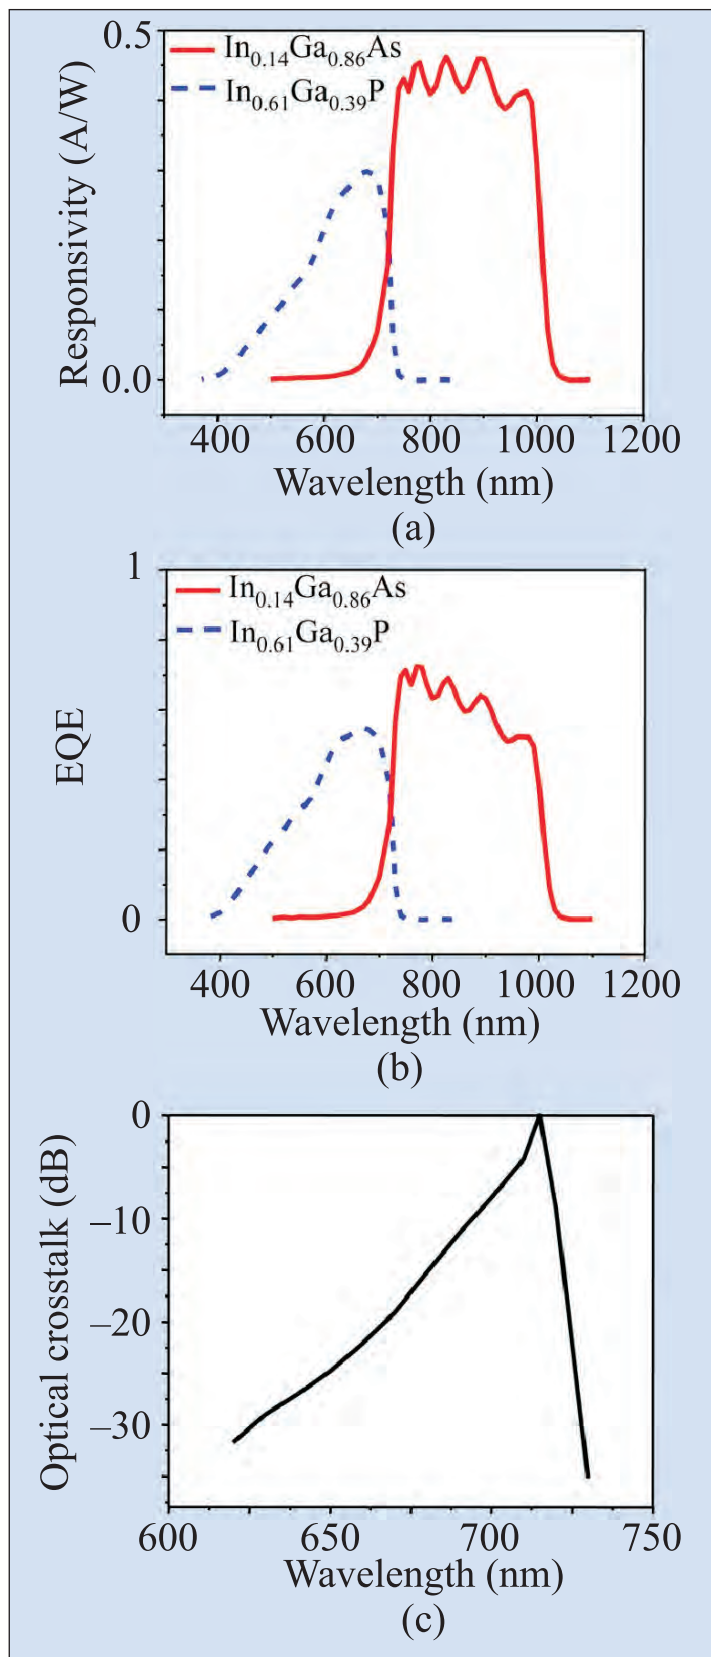 0.5
In0.14Ga0.86As
In0.61Ga0.39P
Responsivity (A/W)
0.0
400 600 800 1000 1200
Wavelength (nm)
(a)
1
In0.14Ga0.86As
In0.61Ga0.39P
EQE
0
400 600 800 1000 1200
Wavelength (nm)
(b)
0
–10
–20
–30
Optical crosstalk (dB)
600 650 700 750
Wavelength (nm)
(c)